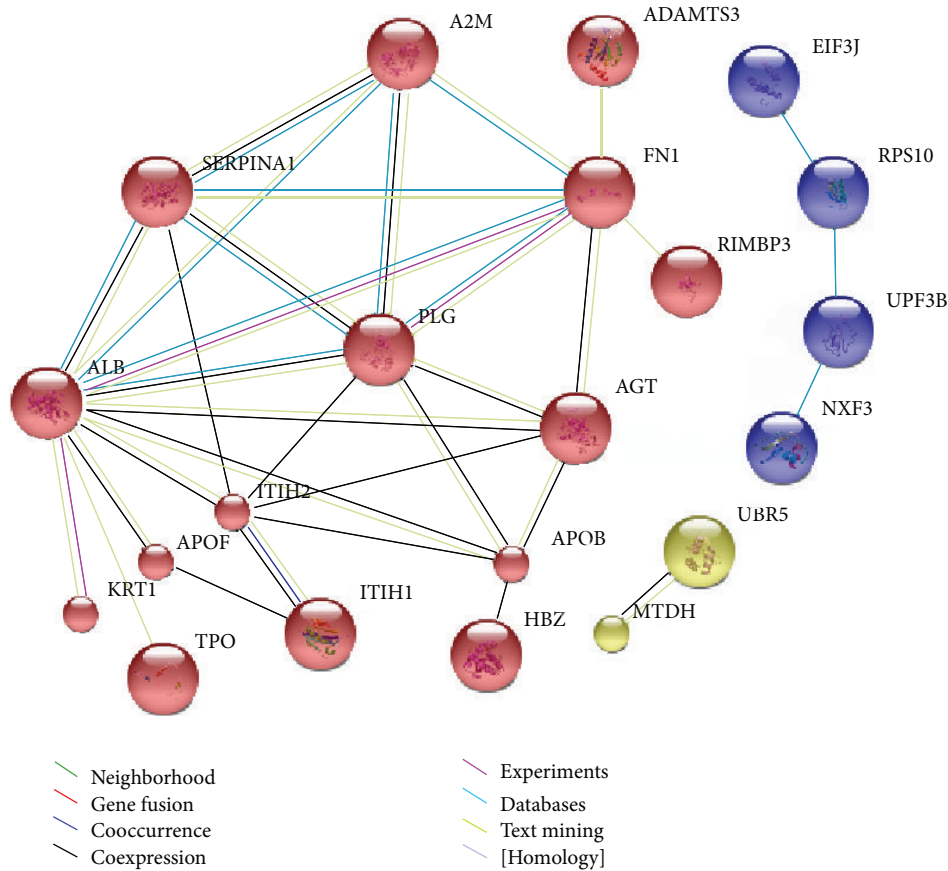 A2M
ADAMTS3
EIF3J
SERPINA1
FN1
RPS10
RIMBP3
UPF3B
PLG
ALB
AGT
NXF3
ITIH2
UBR5
APOF
APOB
KRT1
ITIH1
HBZ
MTDH
TPO
Neighborhood
Gene fusion
Cooccurrence
Coexpression
Experiments
Databases
Text mining
[Homology]